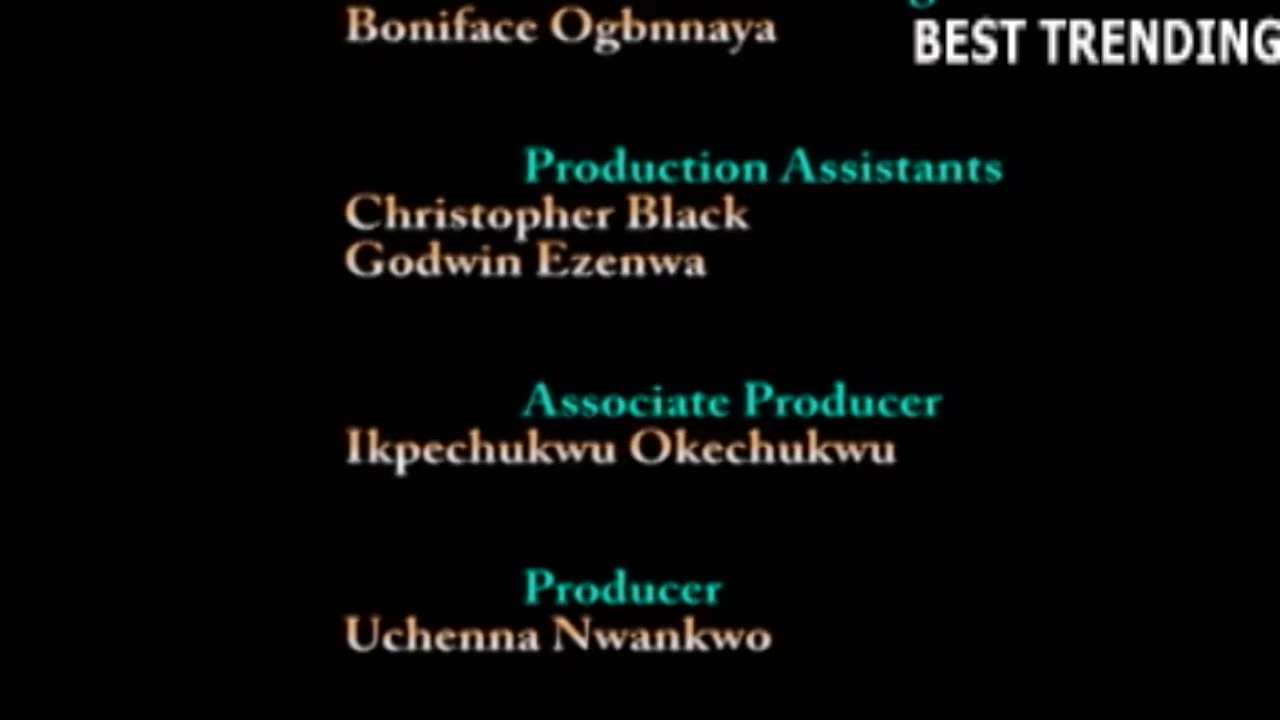 Boniface Ogbnnaya
BEST TRENDING
Production Assistants
Christopher Black
Godwin Ezenwa
Associate Producer
Ikpechukwu Okechukwu
Producer
Uchenna Nwankwo